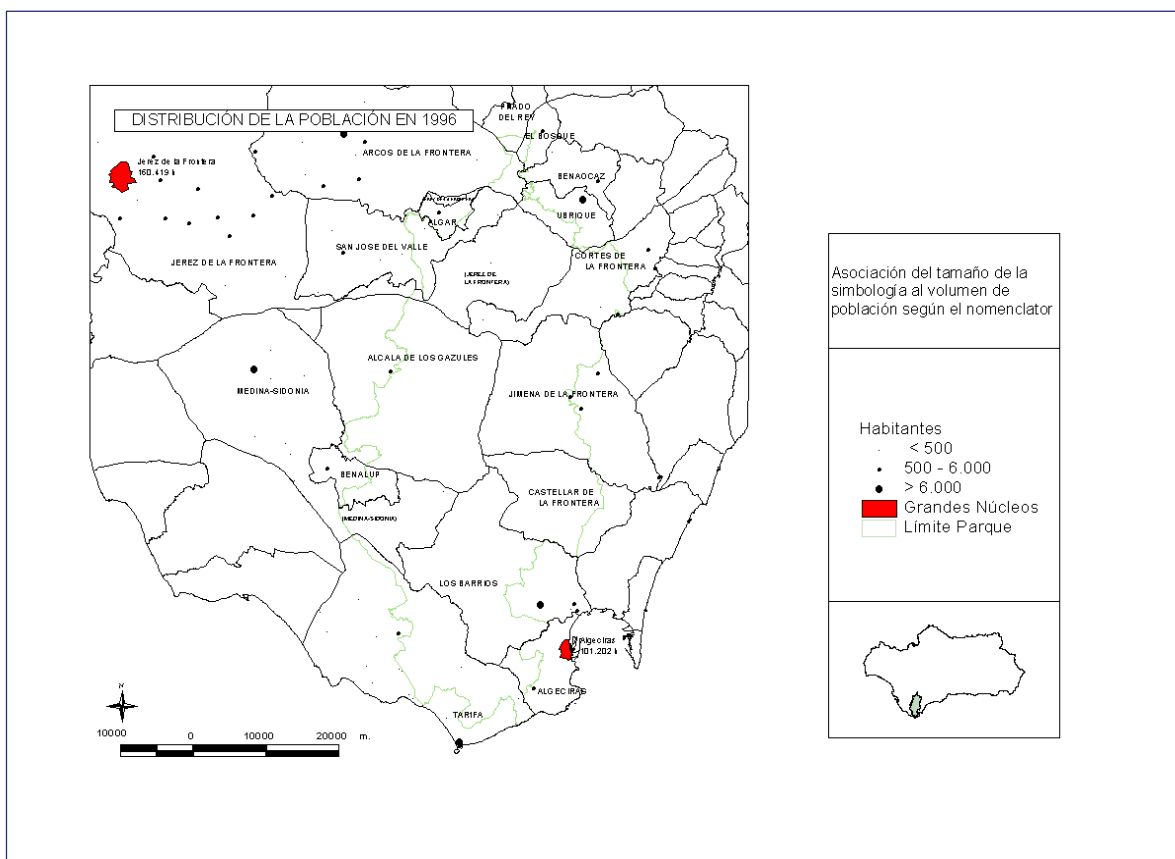 DISTRIBUCIÓN DE LA POBLACIÓN EN 1996
PRADO
DEL REY
EL BOSQUE
ARCOS DE LA FRONTERA
Jerez de la Frontera
160.419 h
BENAOCAZ
UBRIQUE
ALGAR
SAN JOSE DEL VALLE
JEREZ DE LA FRONTERA
CORTES DE
LA FRONTERA
(JEREZ DE
LA FRONTERA)
ALCALA DE LOS GAZULES
MEDINA-SIDONIA
JIMENA DE LA FRONTERA
BENALUP
(MEDINA-SIDONIA)
CASTELLAR DE
LA FRONTERA
LOS BARRIOS
Algeciras
101.202 h
ALGECIRAS
TARIFA
N
10000 0 10000 20000 m.
Asociación del tamaño de la
simbología al volumen de
población según el nomenclator
Habitantes
< 500
500 - 6.000
> 6.000
Grandes Núcleos
Límite Parque